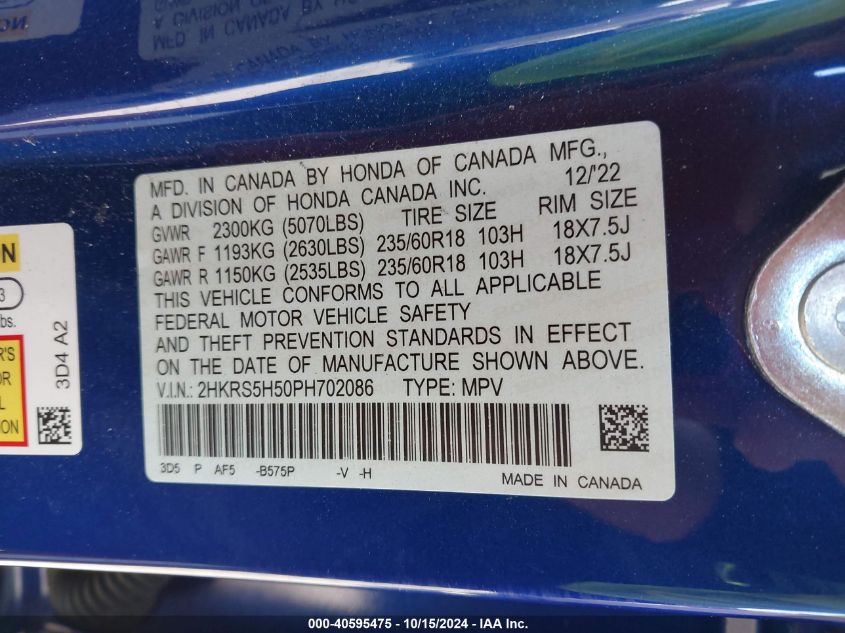 MFD. IN CANADA BY HONDA OF CANADA MFG.,
A DIVISION OF HONDA CANADA INC. 12/'22
GVWR 2300KG (5070LBS) TIRE SIZE RIM SIZE
GAWR F 1193KG (2630LBS) 235/60R18 103H 18X7.5J
GAWR R 1150KG (2535LBS) 235/60R18 103H 18X7.5J
THIS VEHICLE CONFORMS TO ALL APPLICABLE
FEDERAL MOTOR VEHICLE SAFETY
AND THEFT PREVENTION STANDARDS IN EFFECT
ON THE DATE OF MANUFACTURE SHOWN ABOVE.
V.I.N.: 2HKRS5H50PH702086 TYPE: MPV
3D5 P AF5 -B575P -V -H
MADE IN CANADA
3
lbs.
3D4 A2
000-40595475 - 10/15/2024 - IAA Inc.